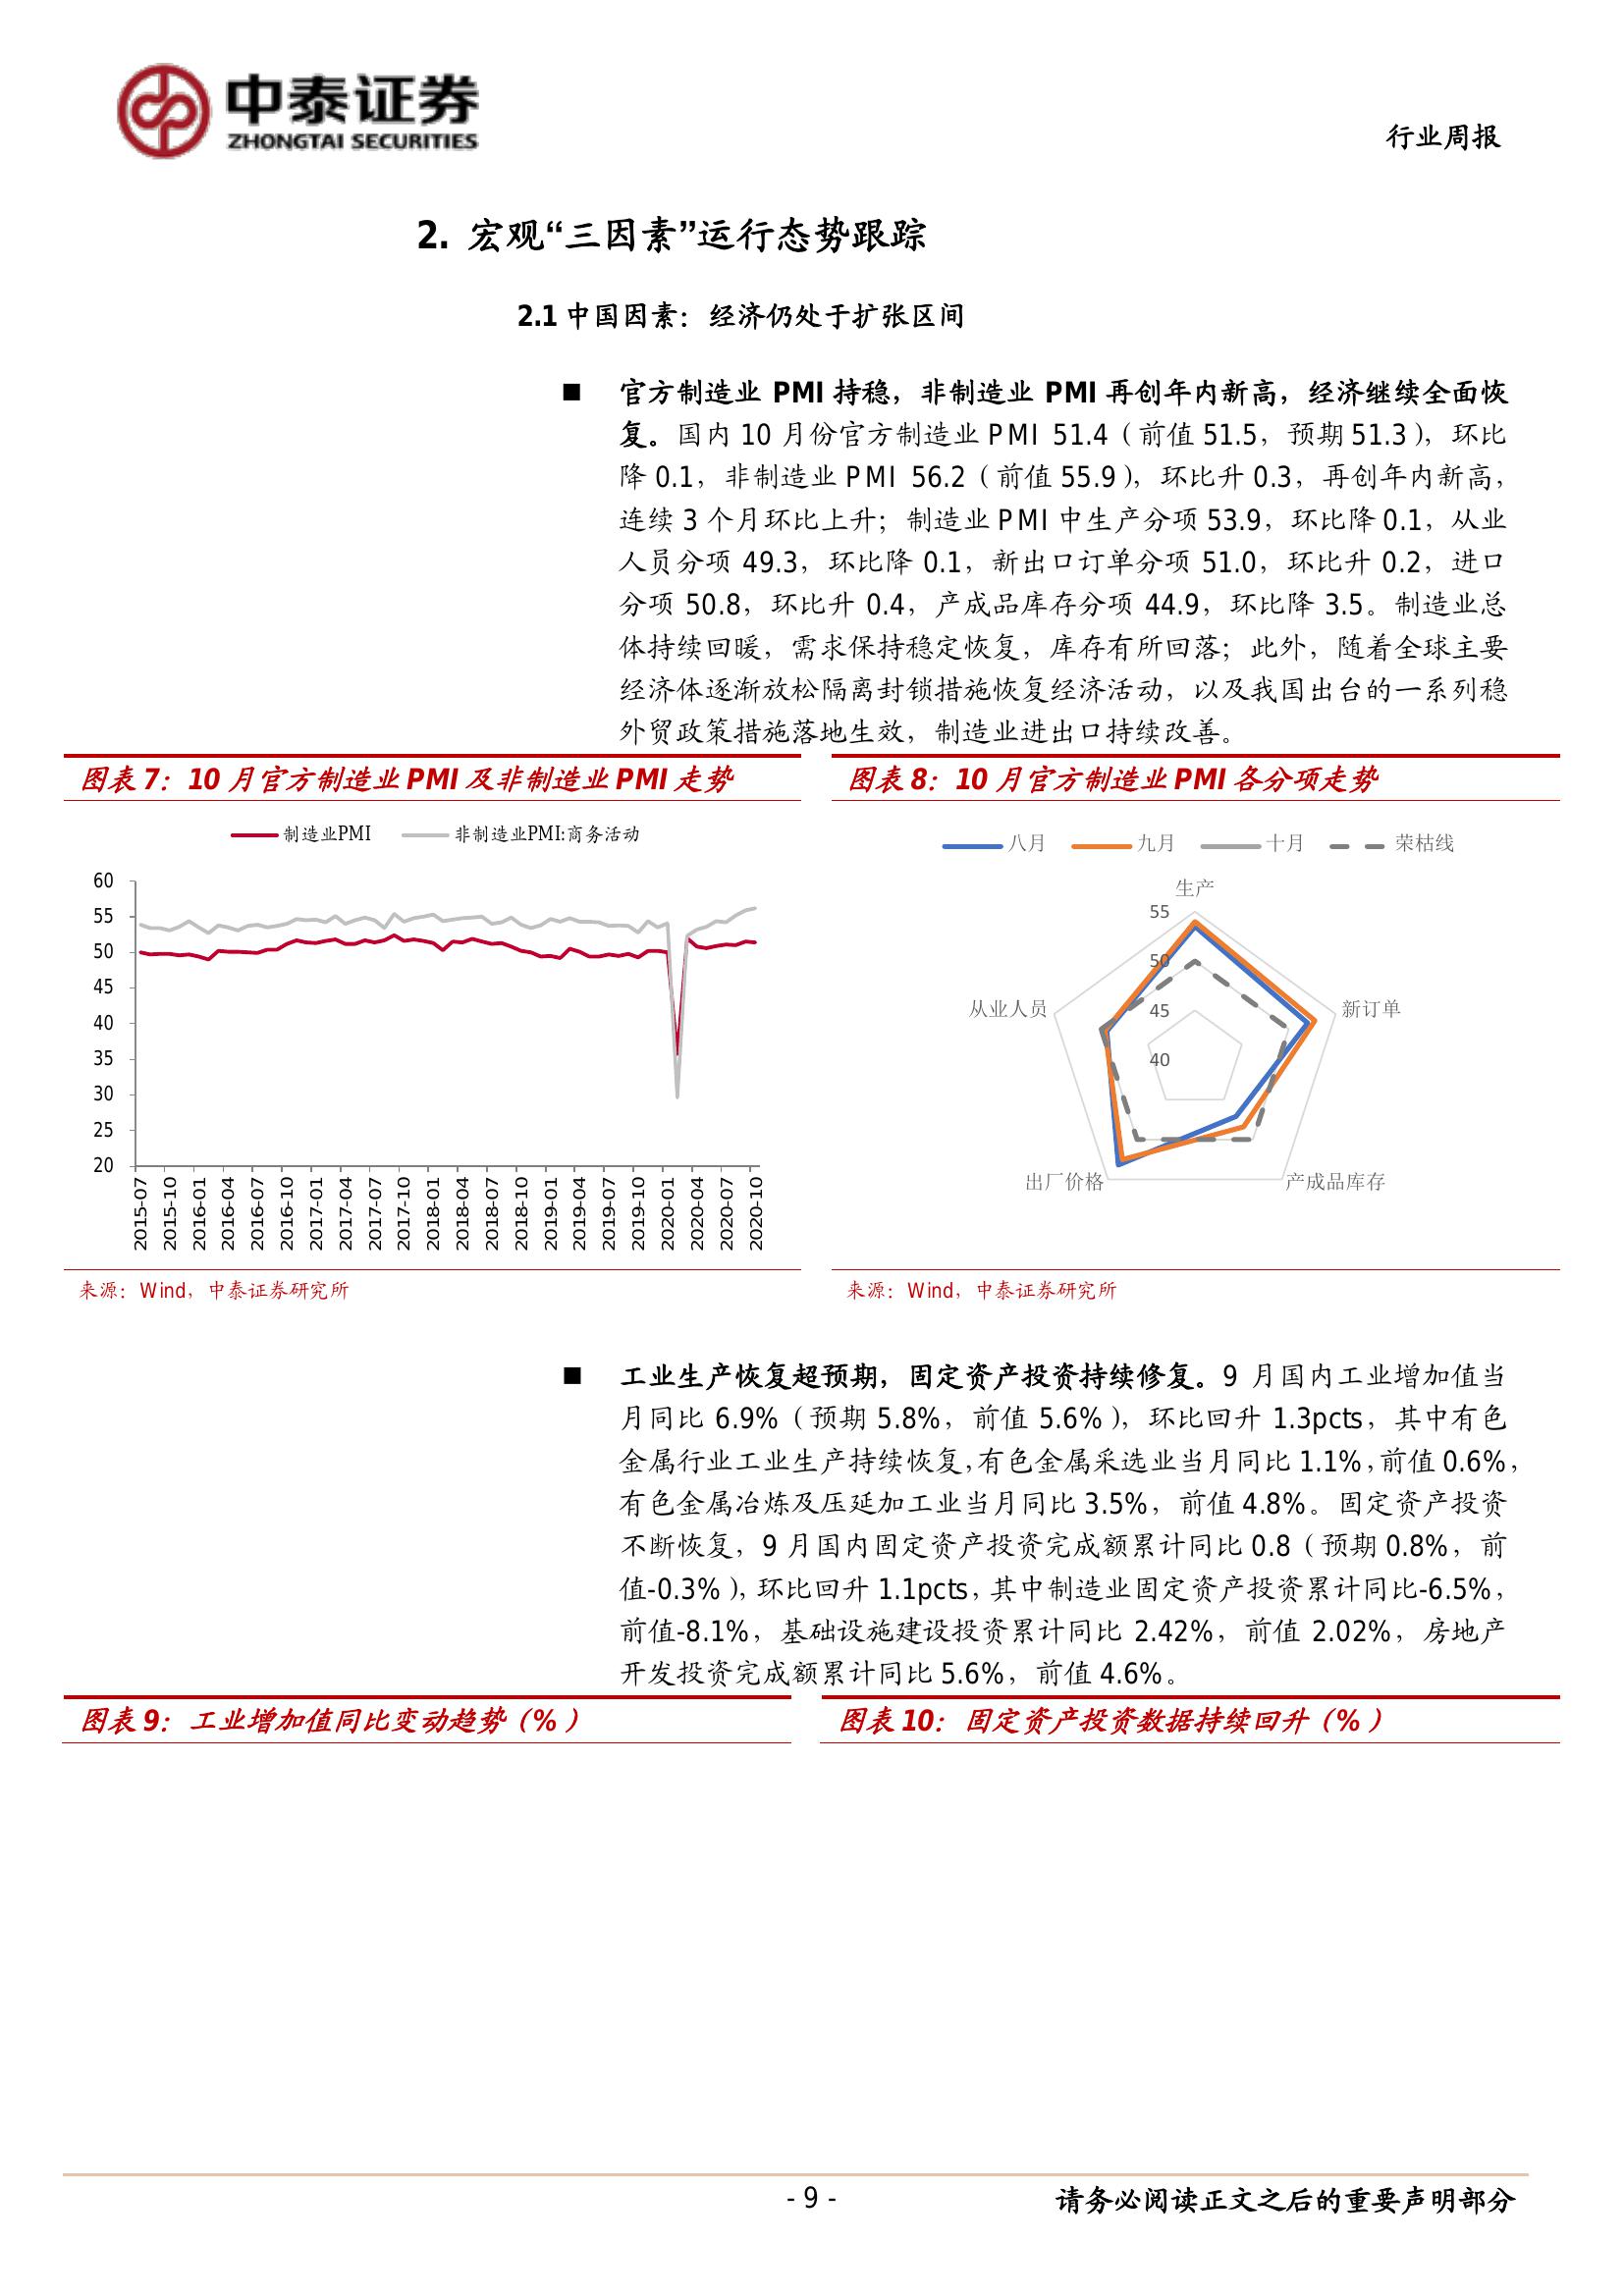 中泰证券
ZHONGTAI SECURITIES
行业周报
2. 宏观“三因素”运行态势跟踪
2.1 中国因素：经济仍处于扩张区间
■ 官方制造业 PMI 持稳，非制造业 PMI 再创年内新高，经济继续全面恢
复。国内 10 月份官方制造业 PMI 51.4（前值 51.5，预期 51.3），环比
降 0.1，非制造业 PMI 56.2（前值 55.9），环比升 0.3，再创年内新高，
连续 3 个月环比上升；制造业 PMI 中生产分项 53.9，环比降 0.1，从业
人员分项 49.3，环比降 0.1，新出口订单分项 51.0，环比升 0.2，进口
分项 50.8，环比升 0.4，产成品库存分项 44.9，环比降 3.5。制造业总
体持续回暖，需求保持稳定恢复，库存有所回落；此外，随着全球主要
经济体逐渐放松隔离封锁措施恢复经济活动，以及我国出台的一系列稳
外贸政策措施落地生效，制造业进出口持续改善。
图表 7：10 月官方制造业 PMI 及非制造业 PMI 走势
制造业PMI 非制造业PMI:商务活动
60
55
50
45
40
35
30
25
20
2015-07 2015-10 2016-01 2016-04 2016-07 2016-10 2017-01 2017-04 2017-07 2017-10 2018-01 2018-04 2018-07 2018-10 2019-01 2019-04 2019-07 2019-10 2020-01 2020-04 2020-07 2020-10
来源：Wind，中泰证券研究所
图表 8：10 月官方制造业 PMI 各分项走势
八月 九月 十月 荣枯线
生产
55
50
45
40
从业人员
新订单
出厂价格
产成品库存
来源：Wind，中泰证券研究所
■ 工业生产恢复超预期，固定资产投资持续修复。9 月国内工业增加值当
月同比 6.9%（预期 5.8%，前值 5.6%），环比回升 1.3pcts，其中有色
金属行业工业生产持续恢复，有色金属采选业当月同比 1.1%，前值 0.6%，
有色金属冶炼及压延加工业当月同比 3.5%，前值 4.8%。固定资产投资
不断恢复，9 月国内固定资产投资完成额累计同比 0.8（预期 0.8%，前
值-0.3%），环比回升 1.1pcts，其中制造业固定资产投资累计同比-6.5%，
前值-8.1%，基础设施建设投资累计同比 2.42%，前值 2.02%，房地产
开发投资完成额累计同比 5.6%，前值 4.6%。
图表 9：工业增加值同比变动趋势（%）
图表 10：固定资产投资数据持续回升（%）
- 9 -
请务必阅读正文之后的重要声明部分